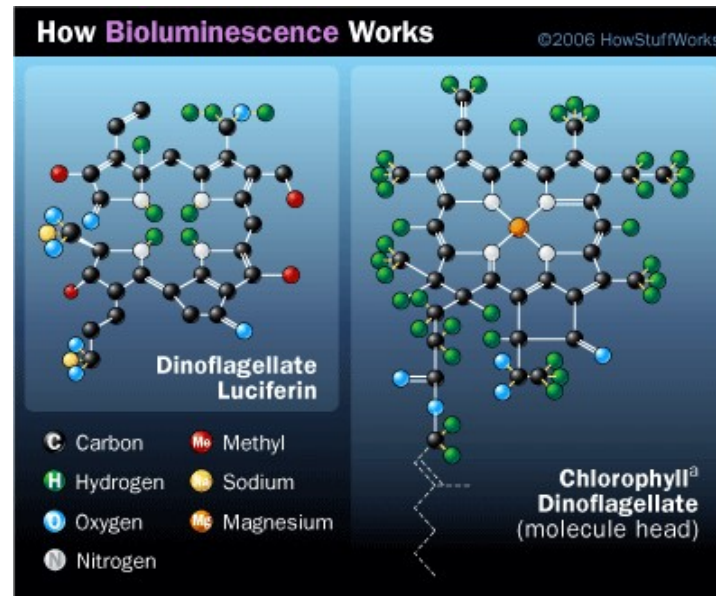 How Bioluminescence Works
©2006 HowStuffWorks
Dinoflagellate
Luciferin
C Carbon
H Hydrogen
O Oxygen
N Nitrogen
Me Methyl
Na Sodium
Mg Magnesium
Chlorophyllᵃ
Dinoflagellate
(molecule head)